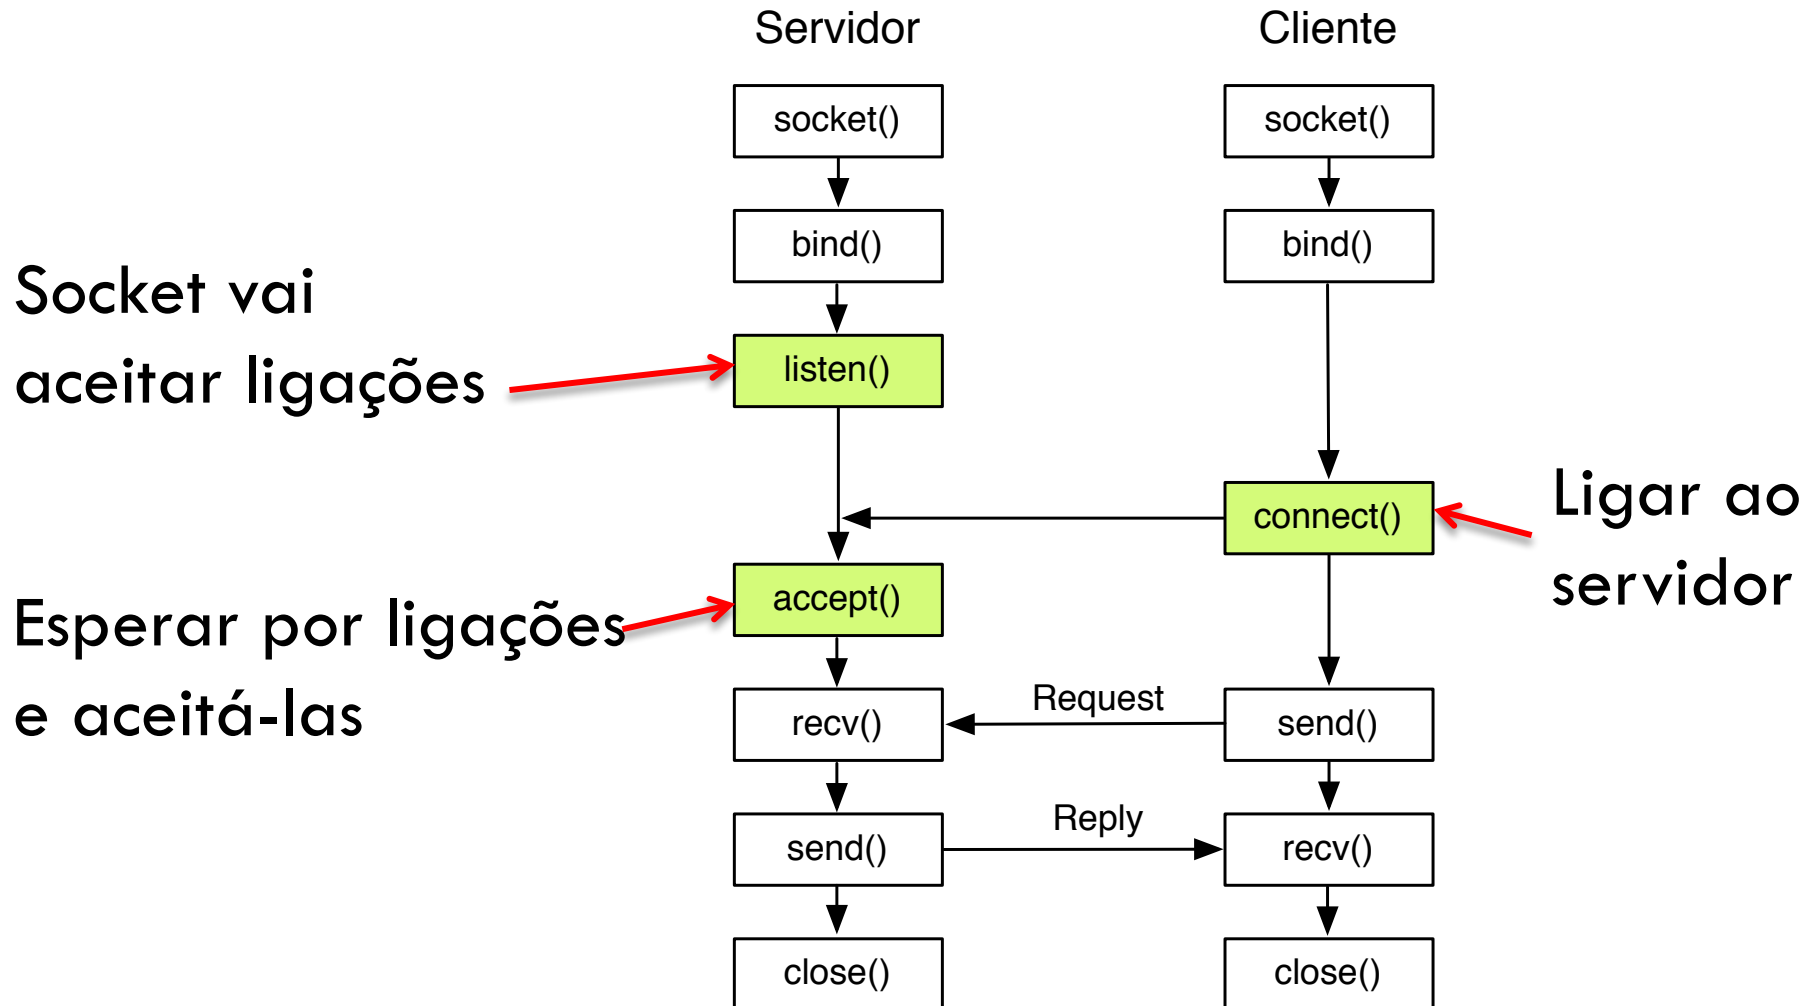 Servidor
Cliente
socket()
socket()
bind()
bind()
Socket vai
aceitar ligações
listen()
connect()
Ligar ao
servidor
accept()
Esperar por ligações
e aceitá-las
recv()
Request
send()
send()
Reply
recv()
close()
close()